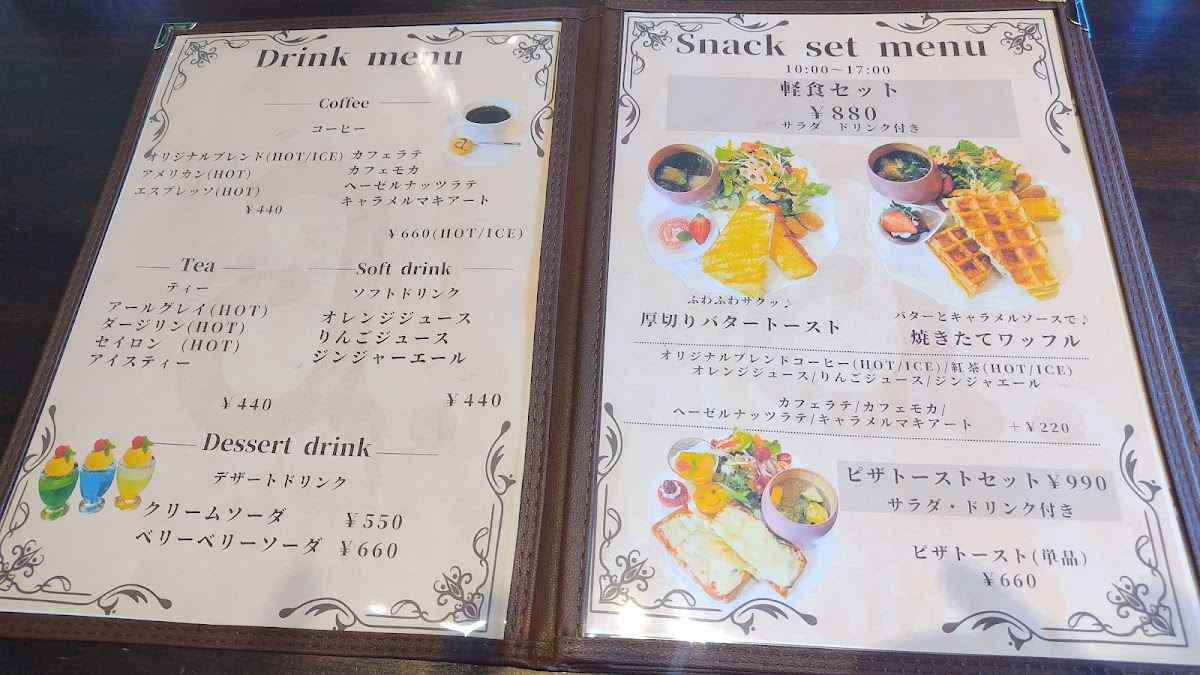 Drink menu
Coffee
コーヒー
オリジナルブレンド(HOT/ICE)
アメリカン(HOT)
エスプレッソ(HOT)
¥440
カフェラテ
カフェモカ
ヘーゼルナッツラテ
キャラメルマキアート
¥660(HOT/ICE)
Tea
ティー
アールグレイ(HOT)
ダージリン(HOT)
セイロン (HOT)
アイスティー
¥440
Soft drink
ソフトドリンク
オレンジジュース
りんごジュース
ジンジャーエール
¥440
Dessert drink
デザートドリンク
クリームソーダ ¥550
ベリーベリーソーダ ¥660
Snack set menu
10:00~17:00
軽食セット
¥880
サラダ ドリンク付き
ふわふわサクッ♪
厚切りバタートースト
バターとキャラメルソースで♪
焼きたてワッフル
オリジナルブレンドコーヒー(HOT/ICE)/紅茶(HOT/ICE)
オレンジジュース/りんごジュース/ジンジャエール
カフェラテ/カフェモカ/
ヘーゼルナッツラテ/キャラメルマキアート +¥220
ピザトーストセット¥990
サラダ・ドリンク付き
ピザトースト(単品)
¥660